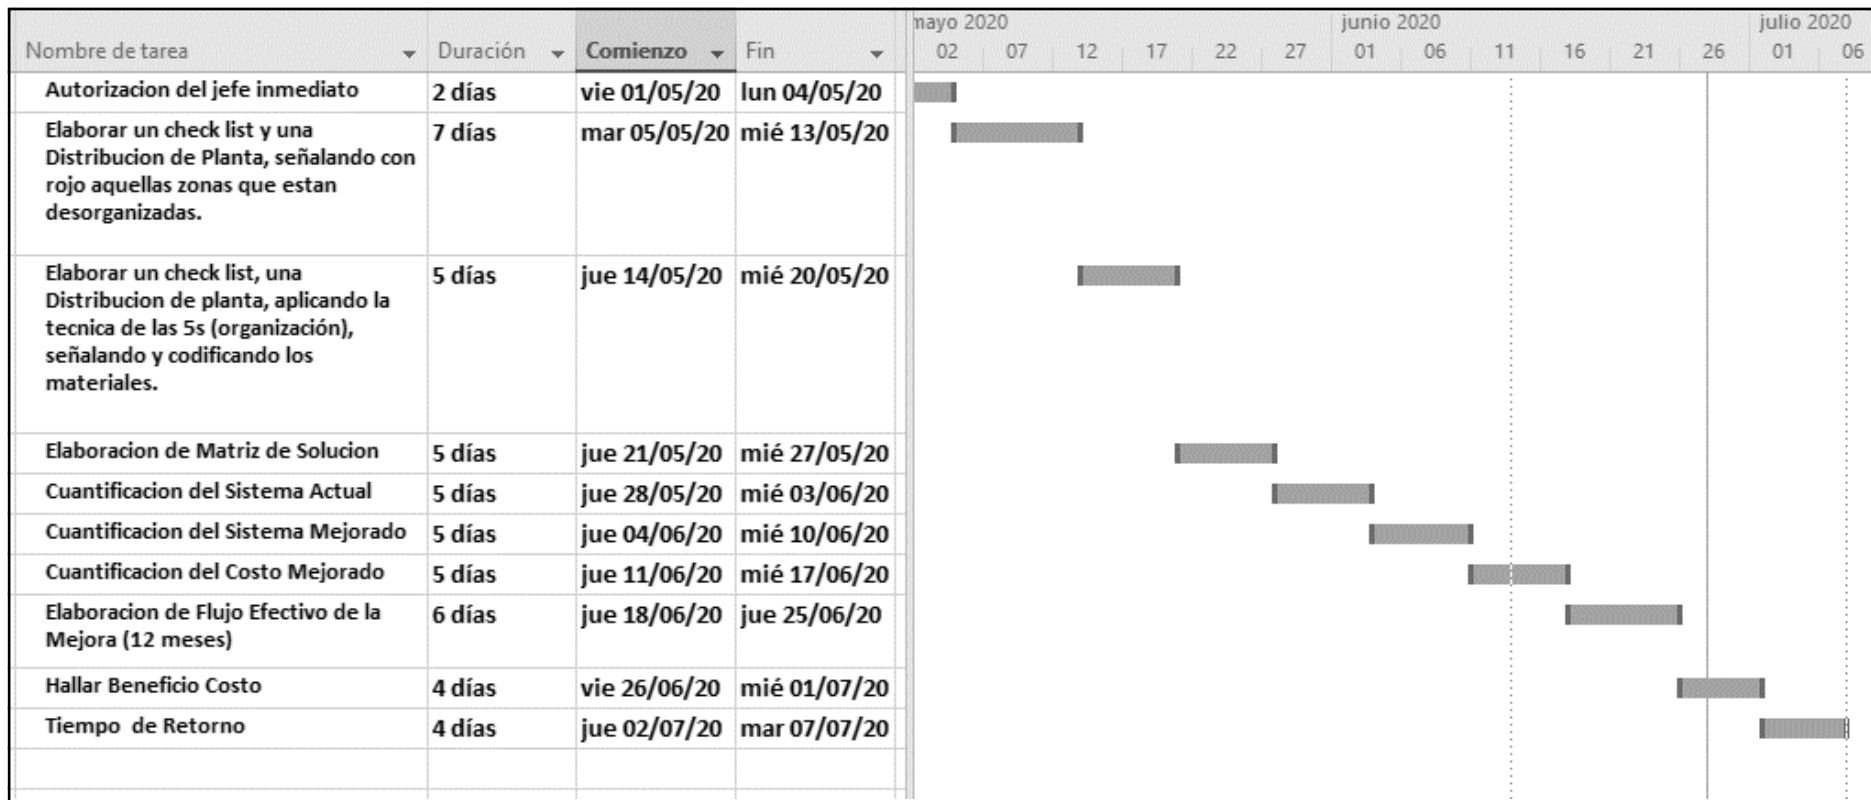 mayo 2020 junio 2020 julio 2020
Nombre de tarea Duración Comienzo Fin 02 07 12 17 22 27 01 06 11 16 21 26 01 06
Autorizacion del jefe inmediato 2 días vie 01/05/20 lun 04/05/20
Elaborar un check list y una 7 días mar 05/05/20 mié 13/05/20
Distribucion de Planta, señalando con
rojo aquellas zonas que estan
desorganizadas.
Elaborar un check list, una 5 días jue 14/05/20 mié 20/05/20
Distribucion de planta, aplicando la
tecnica de las 5s (organización),
señalando y codificando los
materiales.
Elaboracion de Matriz de Solucion 5 días jue 21/05/20 mié 27/05/20
Cuantificacion del Sistema Actual 5 días jue 28/05/20 mié 03/06/20
Cuantificacion del Sistema Mejorado 5 días jue 04/06/20 mié 10/06/20
Cuantificacion del Costo Mejorado 5 días jue 11/06/20 mié 17/06/20
Elaboracion de Flujo Efectivo de la 6 días jue 18/06/20 jue 25/06/20
Mejora (12 meses)
Hallar Beneficio Costo 4 días vie 26/06/20 mié 01/07/20
Tiempo de Retorno 4 días jue 02/07/20 mar 07/07/20